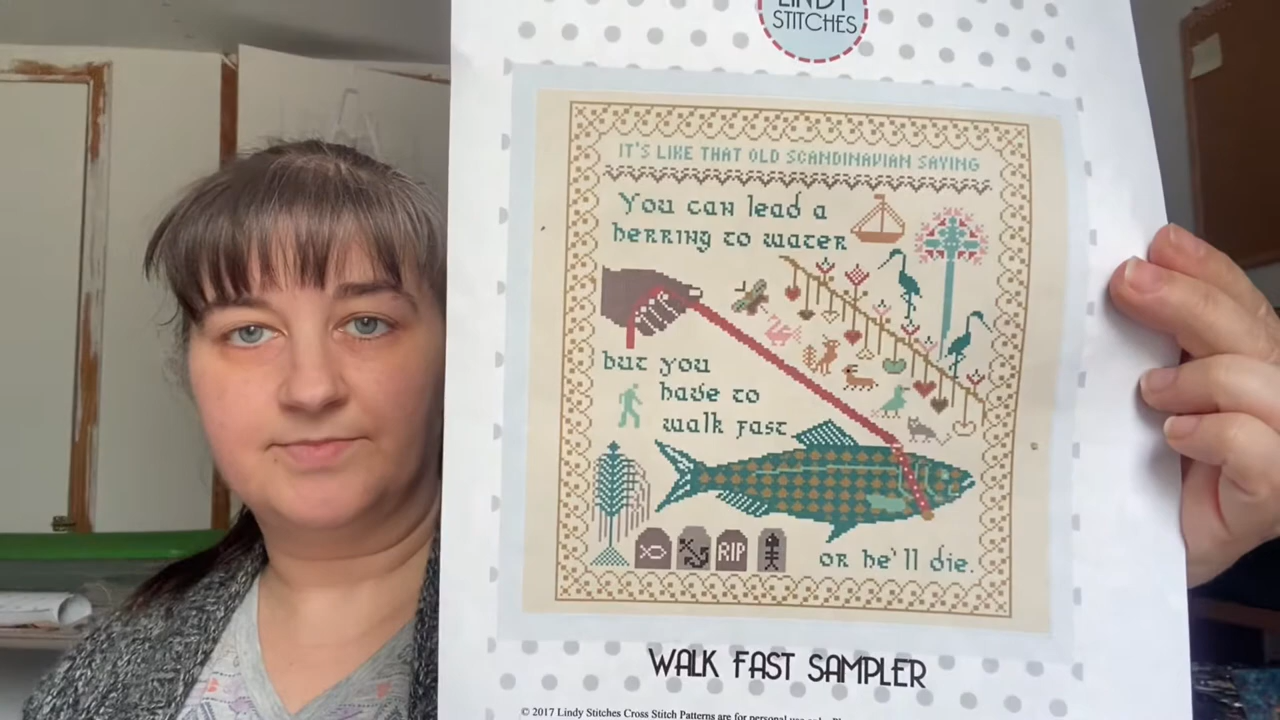 LINDY
STITCHES
IT'S LIKE THAT OLD SCANDINAVIAN SAYING
You can lead a
herring to water
but you
have to
walk fast
RIP
or he'll die.
WALK FAST SAMPLER
© 2017 Lindy Stitches Cross Stitch Patterns are for personal use only.